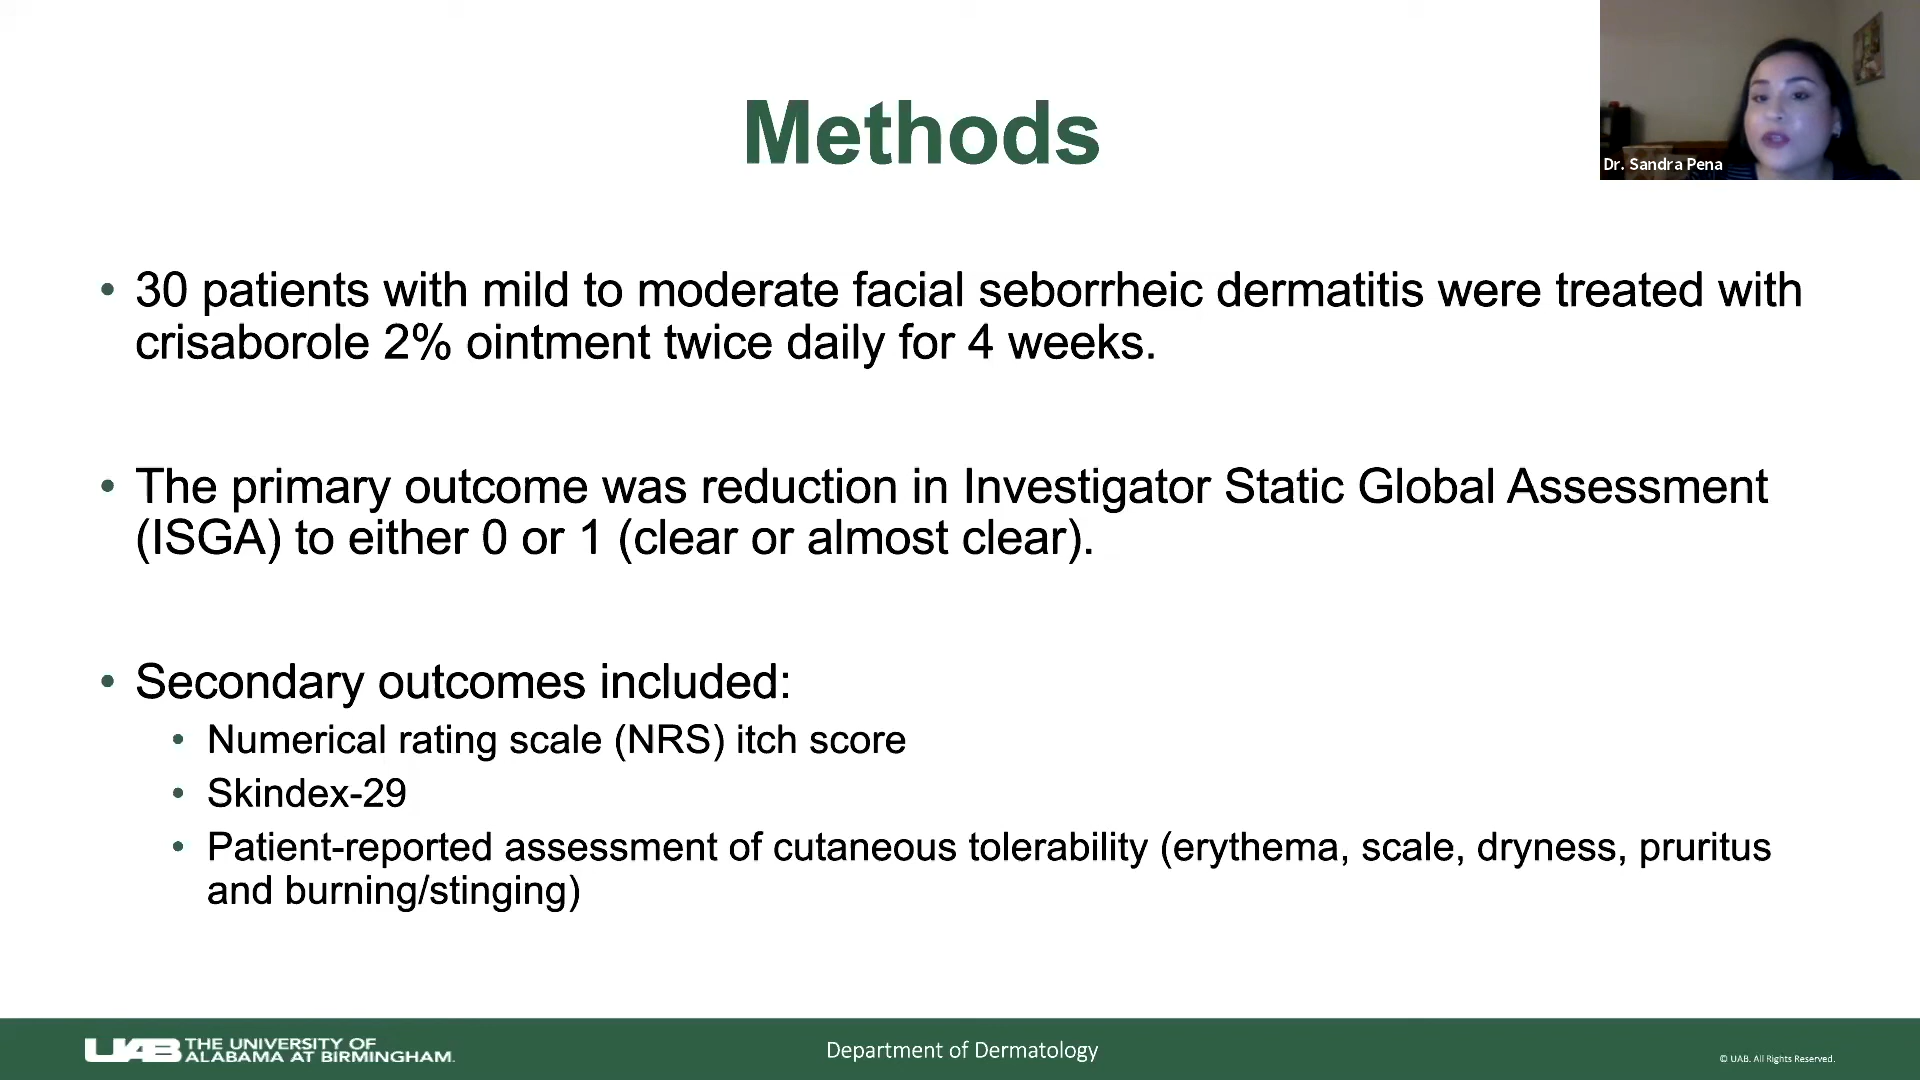 Methods
Dr. Sandra Pena
• 30 patients with mild to moderate facial seborrheic dermatitis were treated with
crisaborole 2% ointment twice daily for 4 weeks.
• The primary outcome was reduction in Investigator Static Global Assessment
(ISGA) to either 0 or 1 (clear or almost clear).
• Secondary outcomes included:
• Numerical rating scale (NRS) itch score
• Skindex-29
• Patient-reported assessment of cutaneous tolerability (erythema, scale, dryness, pruritus
and burning/stinging)
UAB THE UNIVERSITY OF
ALABAMA AT BIRMINGHAM.
Department of Dermatology
© UAB. All Rights Reserved.